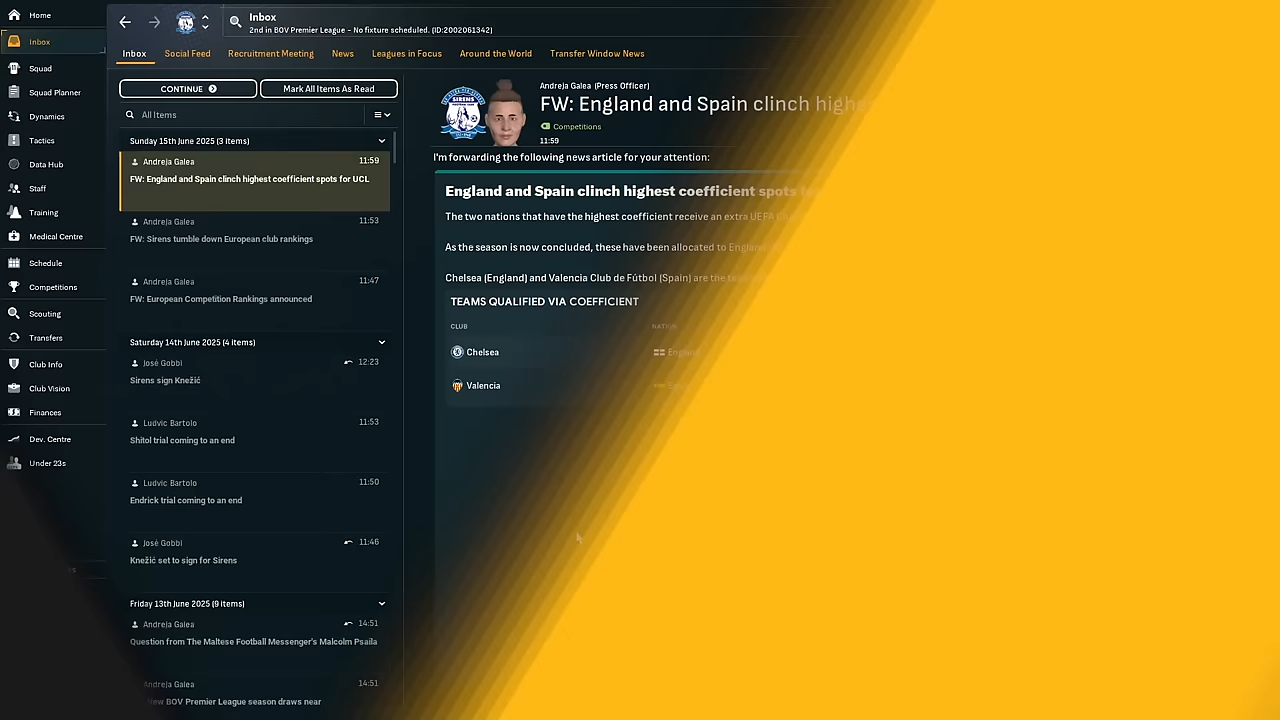 Home
Inbox
Squad
Squad Planner
Dynamics
Tactics
Data Hub
Staff
Training
Medical Centre
Schedule
Competitions
Scouting
Transfers
Club Info
Club Vision
Finances
Dev. Centre
Under 23s
Inbox
2nd in BOV Premier League - No fixture scheduled. (ID:2002061342)
Inbox Social Feed Recruitment Meeting News Leagues in Focus Around the World Transfer Window News
CONTINUE Mark All Items As Read
All Items
Sunday 15th June 2025 (3 items)
Andreja Galea 11:59
FW: England and Spain clinch highest coefficient spots for UCL
Andreja Galea 11:53
FW: Sirens tumble down European club rankings
Andreja Galea 11:47
FW: European Competition Rankings announced
Saturday 14th June 2025 (4 items)
José Gobbi 12:23
Sirens sign Knežić
Ludvic Bartolo 11:53
Shitol trial coming to an end
Ludvic Bartolo 11:50
Endrick trial coming to an end
José Gobbi 11:46
Knežić set to sign for Sirens
Friday 13th June 2025 (9 items)
Andreja Galea 14:51
Question from The Maltese Football Messenger's Malcolm Psaila
Andreja Galea 14:51
New BOV Premier League season draws near
Andreja Galea (Press Officer)
FW: England and Spain clinch highest
Competitions
11:59
I'm forwarding the following news article for your attention:
England and Spain clinch highest coefficient spots
The two nations that have the highest coefficient receive an extra UEFA
As the season is now concluded, these have been allocated to England
Chelsea (England) and Valencia Club de Fútbol (Spain) are the
TEAMS QUALIFIED VIA COEFFICIENT
CLUB NATION
Chelsea England
Valencia